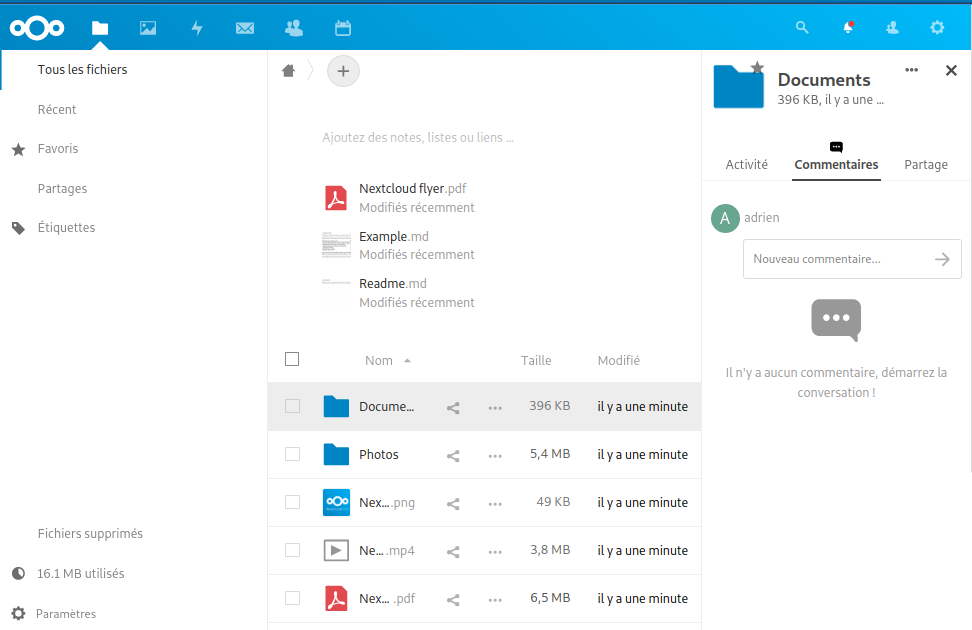 Tous les fichiers
Récent
Favoris
Partages
Étiquettes
Fichiers supprimés
16.1 MB utilisés
Paramètres
Ajoutez des notes, listes ou liens ...
Nextcloud flyer.pdf
Modifiés récemment
Example.md
Modifiés récemment
Readme.md
Modifiés récemment
Nom Taille Modifié
Docume... 396 KB il y a une minute
Photos 5,4 MB il y a une minute
Nex... .png 49 KB il y a une minute
Ne... .mp4 3,8 MB il y a une minute
Nex... .pdf 6,5 MB il y a une minute
Documents
396 KB, il y a une ...
Activité Commentaires Partage
A adrien
Nouveau commentaire...
Il n'y a aucun commentaire, démarrez la
conversation !